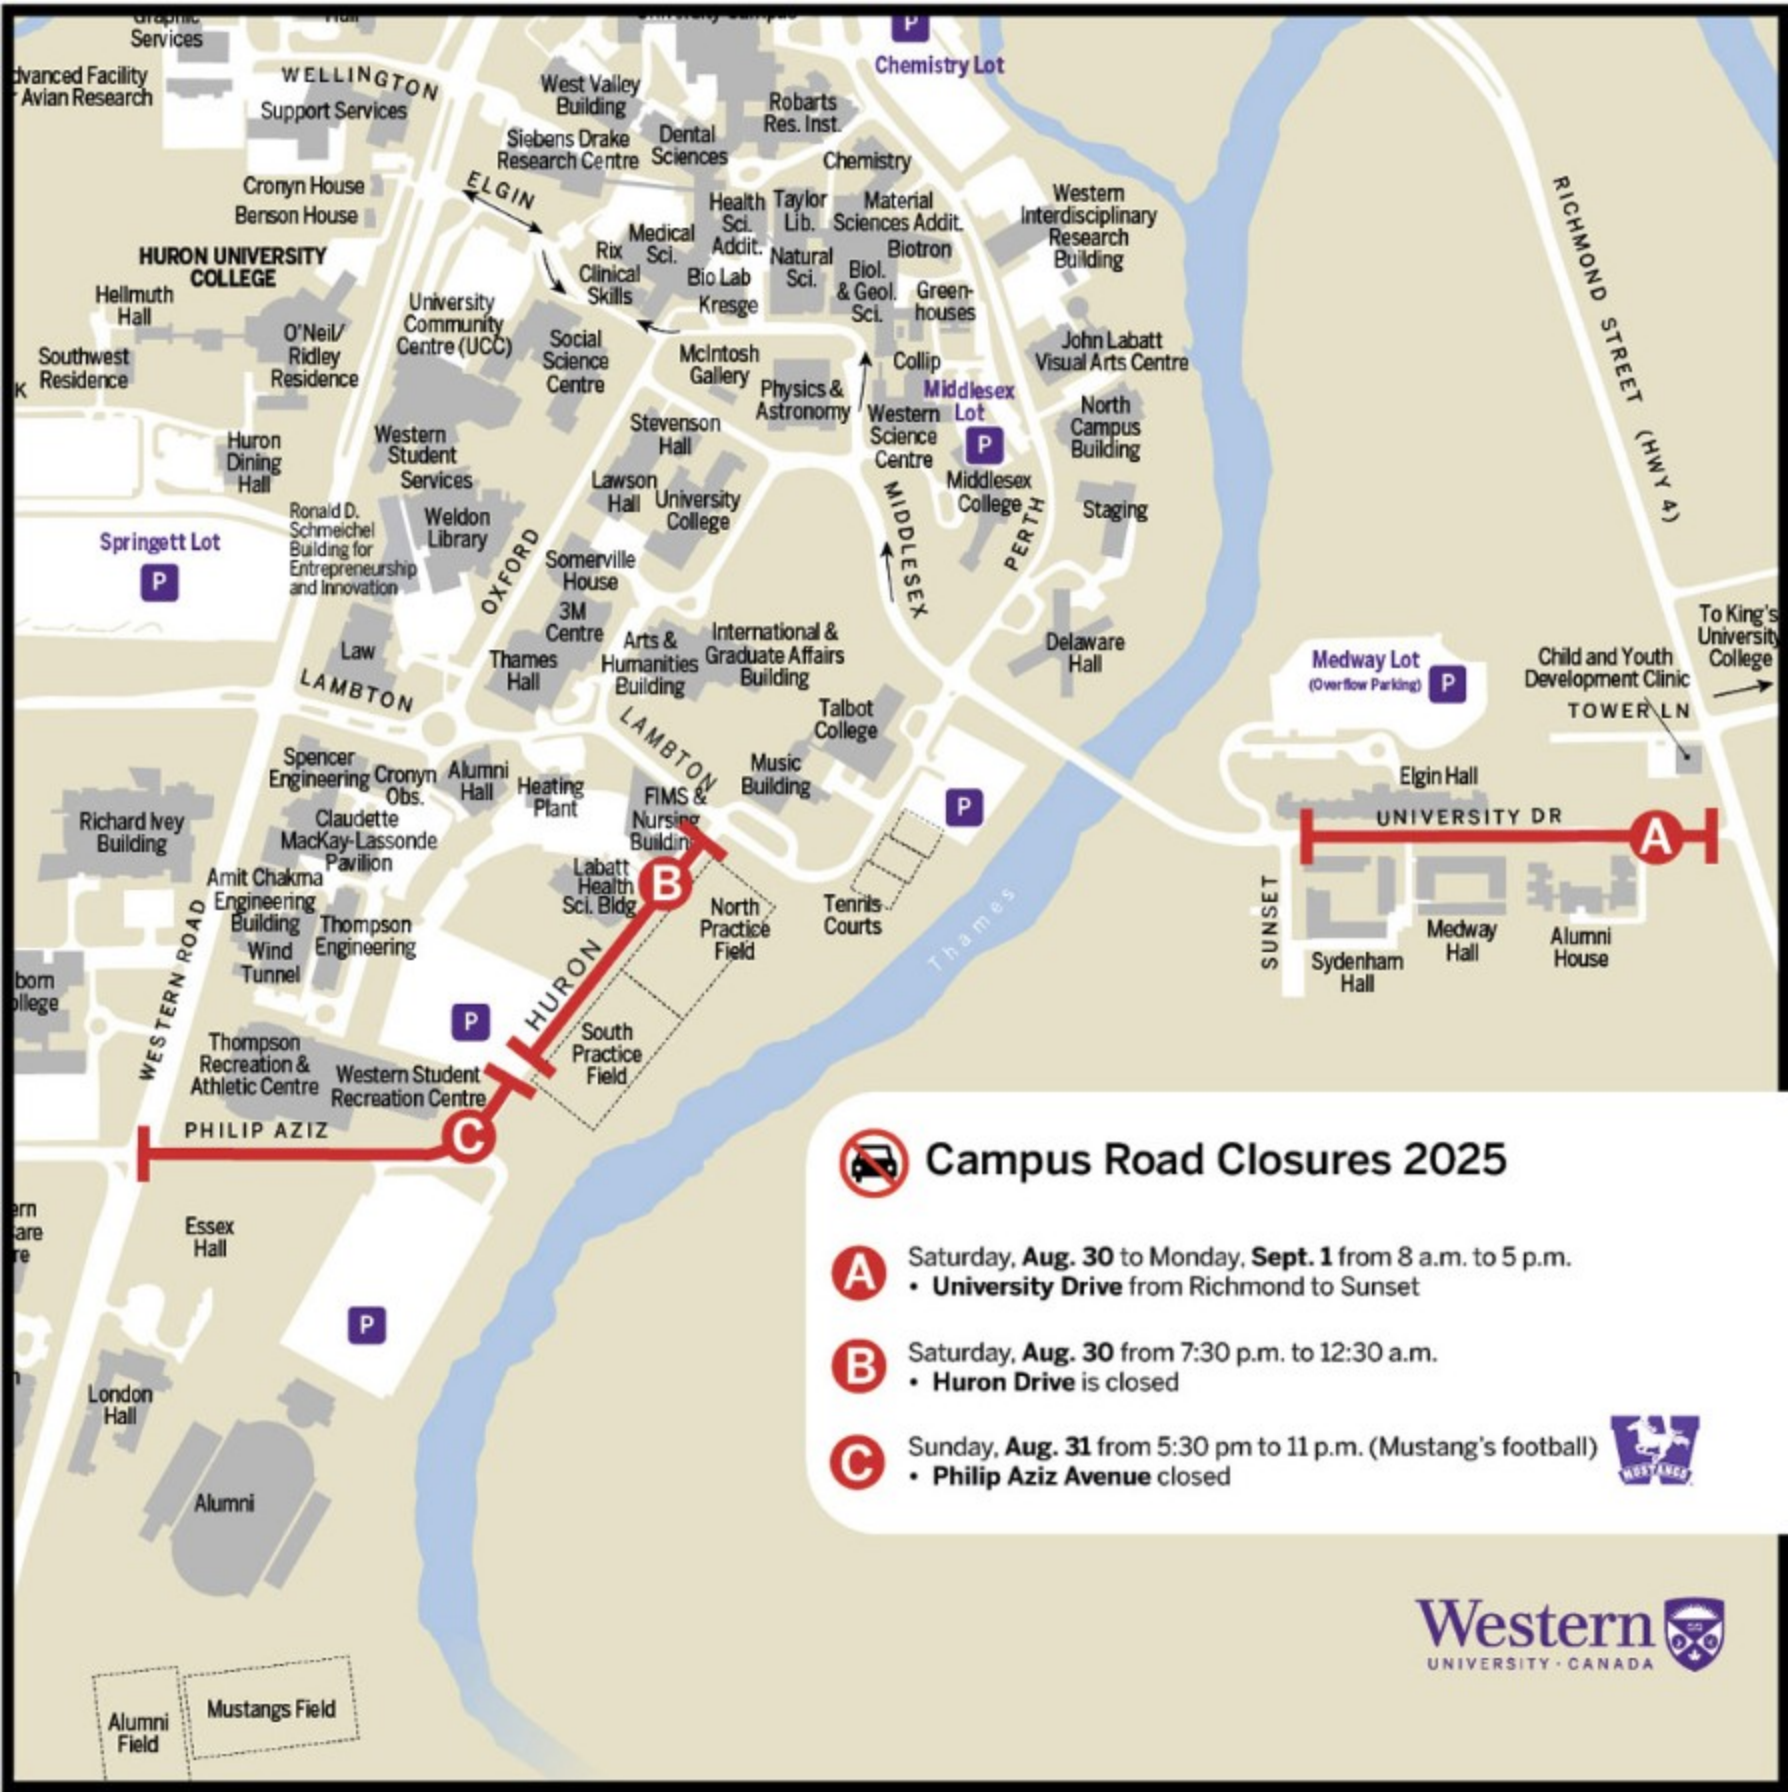 Graphic
Services
Hall
University Campus
P
Chemistry Lot
dvanced Facility
Avian Research
WELLINGTON
Support Services
West Valley
Building
Robarts
Res. Inst.
Siebens Drake
Research Centre
Dental
Sciences
Chemistry
ELGIN
Cronyn House
Benson House
Health
Sci.
Addit.
Taylor
Lib.
Material
Sciences Addit.
Western
Interdisciplinary
Research
Building
RICHMOND STREET (HWY 4)
Medical
Sci.
Biotron
HURON UNIVERSITY
COLLEGE
Rix
Clinical
Skills
Bio Lab
Natural
Sci.
Biol.
& Geol.
Sci.
Green-
houses
Kresge
Hellmuth
Hall
University
Community
Centre (UCC)
O'Neil/
Ridley
Residence
Social
Science
Centre
McIntosh
Gallery
Collip
John Labatt
Visual Arts Centre
Southwest
Residence
K
Physics &
Astronomy
Middlesex
Lot
P
Western
Science
Centre
North
Campus
Building
Stevenson
Hall
Huron
Dining
Hall
Western
Student
Services
Lawson
Hall
University
College
Middlesex
College
MIDDLESEX
PERTH
Staging
Ronald D.
Schmeichel
Building for
Entrepreneurship
and Innovation
Weldon
Library
Springett Lot
P
OXFORD
Somerville
House
3M
Centre
Law
Thames
Hall
Arts &
Humanities
Building
International &
Graduate Affairs
Building
Delaware
Hall
Medway Lot
(Overflow Parking)
P
Child and Youth
Development Clinic
To King's
University
College
TOWER LN
LAMBTON
LAMBTON
Talbot
College
Spencer
Engineering
Cronyn
Obs.
Alumni
Hall
Heating
Plant
Music
Building
Elgin Hall
P
UNIVERSITY DR
A
FIMS &
Nursing
Building
Richard Ivey
Building
Claudette
MacKay-Lassonde
Pavilion
Labatt
Health
Sci. Bldg
B
Amit Chakma
Engineering
Building
Thompson
Engineering
Wind
Tunnel
North
Practice
Field
Tennis
Courts
Thames
SUNSET
Sydenham
Hall
Medway
Hall
Alumni
House
born
ollege
WESTERN ROAD
HURON
P
South
Practice
Field
Thompson
Recreation &
Athletic Centre
Western Student
Recreation Centre
PHILIP AZIZ
C
Campus Road Closures 2025
A
Saturday, Aug. 30 to Monday, Sept. 1 from 8 a.m. to 5 p.m.
• University Drive from Richmond to Sunset
B
Saturday, Aug. 30 from 7:30 p.m. to 12:30 a.m.
• Huron Drive is closed
C
Sunday, Aug. 31 from 5:30 pm to 11 p.m. (Mustang's football)
• Philip Aziz Avenue closed
MUSTANGS
ern
are
re
Essex
Hall
P
n
London
Hall
Alumni
Western
UNIVERSITY · CANADA
Alumni
Field
Mustangs Field